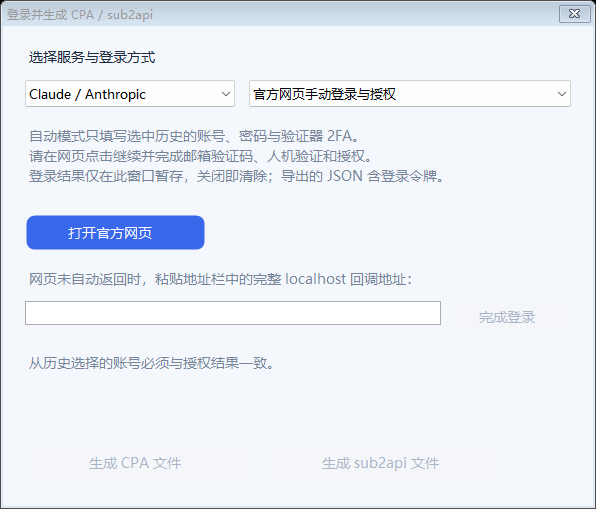 登录并生成 CPA / sub2api
选择服务与登录方式
Claude / Anthropic
官方网页手动登录与授权
自动模式只填写选中历史的账号、密码与验证器 2FA。
请在网页点击继续并完成邮箱验证码、人机验证和授权。
登录结果仅在此窗口暂存，关闭即清除；导出的 JSON 含登录令牌。
打开官方网页
网页未自动返回时，粘贴地址栏中的完整 localhost 回调地址：
完成登录
从历史选择的账号必须与授权结果一致。
生成 CPA 文件
生成 sub2api 文件